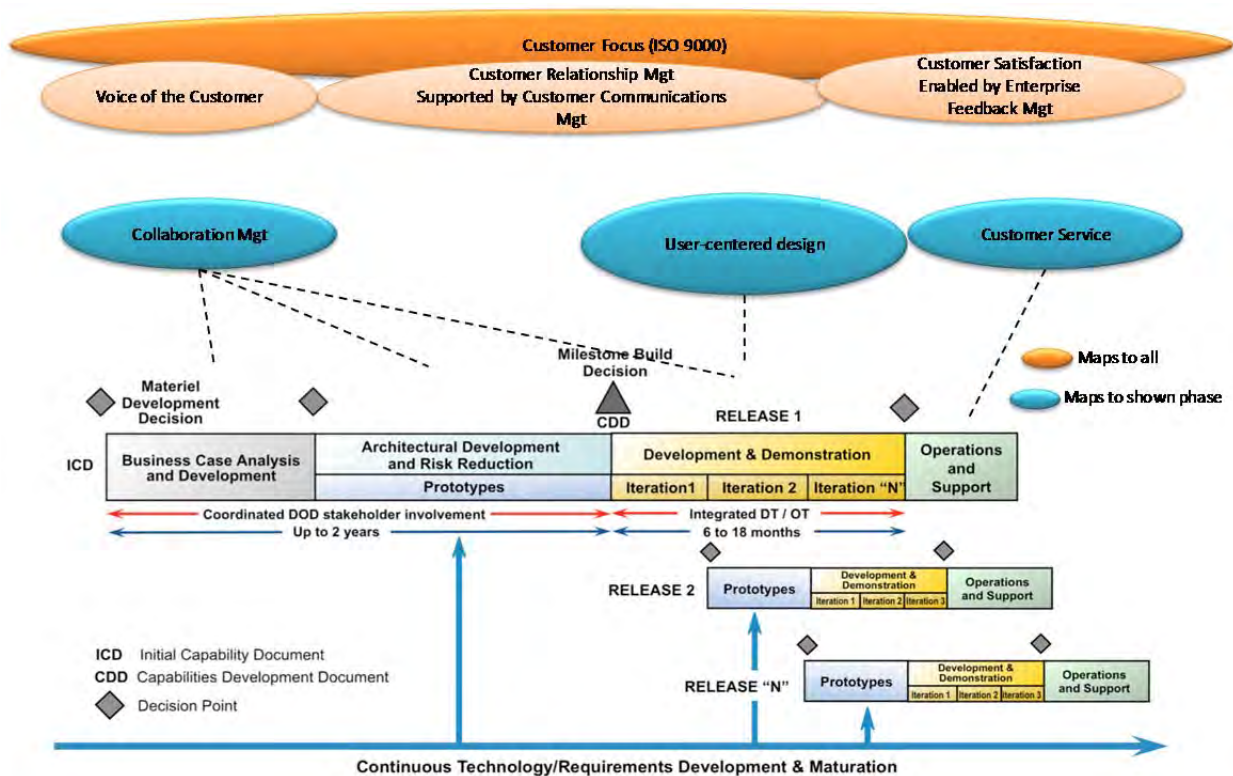 Customer Focus (ISO 9000)
Voice of the Customer
Customer Relationship Mgt
Supported by Customer Communications
Mgt
Customer Satisfaction
Enabled by Enterprise
Feedback Mgt
Collaboration Mgt
User-centered design
Customer Service
Maps to all
Maps to shown phase
Materiel
Development
Decision
Milestone Build
Decision
CDD
RELEASE 1
ICD
Business Case Analysis
and Development
Architectural Development
and Risk Reduction
Prototypes
Development & Demonstration
Iteration1
Iteration 2
Iteration “N”
Operations
and
Support
Coordinated DOD stakeholder involvement
Up to 2 years
Integrated DT / OT
6 to 18 months
RELEASE 2
Prototypes
Development &
Demonstration
Iteration 1
Iteration 2
Iteration 3
Operations
and Support
RELEASE “N”
Prototypes
Development &
Demonstration
Iteration 1
Iteration 2
Iteration 3
Operations
and Support
ICD Initial Capability Document
CDD Capabilities Development Document
Decision Point
Continuous Technology/Requirements Development & Maturation